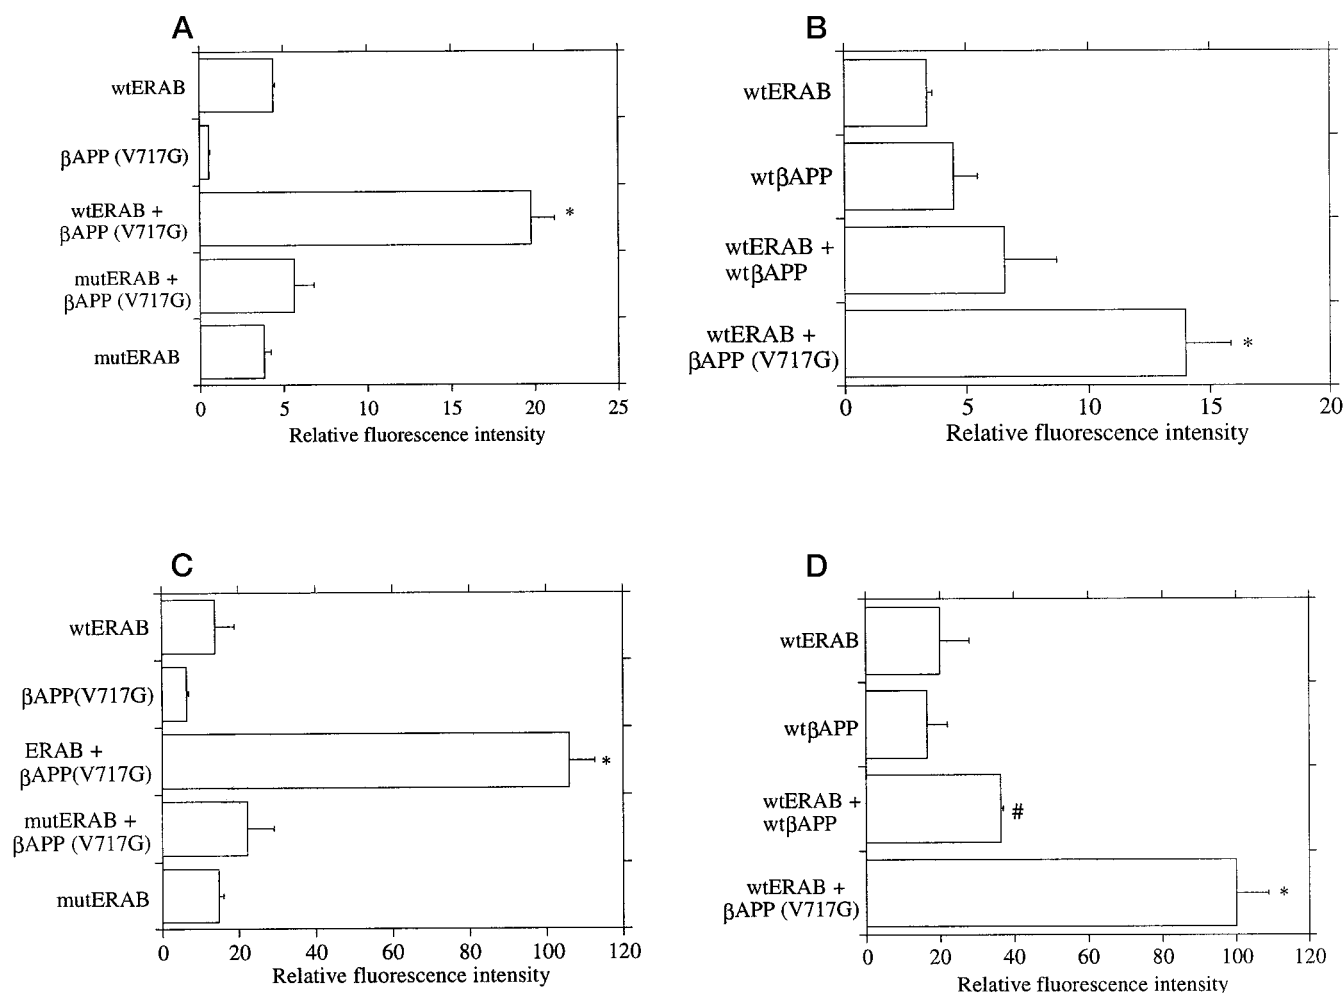 A
wtERAB
βAPP (V717G)
wtERAB +
βAPP (V717G)
*
mutERAB +
βAPP (V717G)
mutERAB
0 5 10 15 20 25
Relative fluorescence intensity
B
wtERAB
wtβAPP
wtERAB +
wtβAPP
wtERAB +
βAPP (V717G)
*
0 5 10 15 20
Relative fluorescence intensity
C
wtERAB
βAPP(V717G)
ERAB +
βAPP(V717G)
*
mutERAB +
βAPP (V717G)
mutERAB
0 20 40 60 80 100 120
Relative fluorescence intensity
D
wtERAB
wtβAPP
wtERAB +
wtβAPP
#
wtERAB +
βAPP (V717G)
*
0 20 40 60 80 100 120
Relative fluorescence intensity